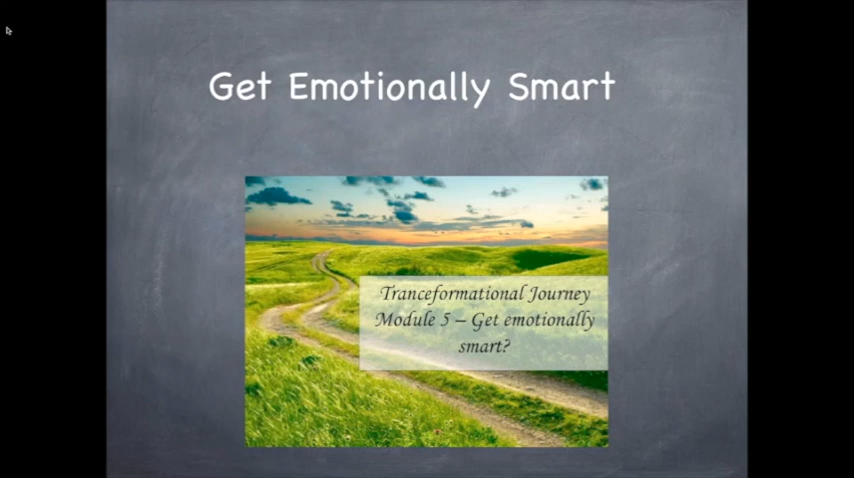 Get Emotionally Smart
Tranceformational Journey
Module 5 – Get emotionally
smart?